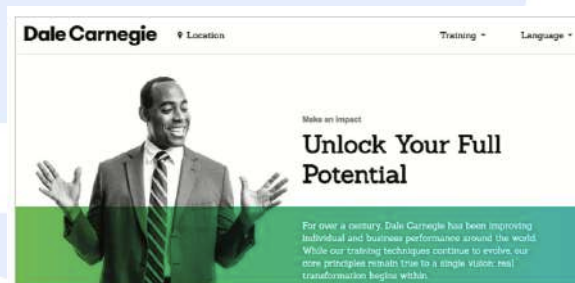 Dale Carnegie
Location
Training
Language
Make an impact
Unlock Your Full
Potential
For over a century, Dale Carnegie has been improving
individual and business performance around the world.
While our training techniques continue to evolve, our
core principles remain true to a single vision: real
transformation begins within.